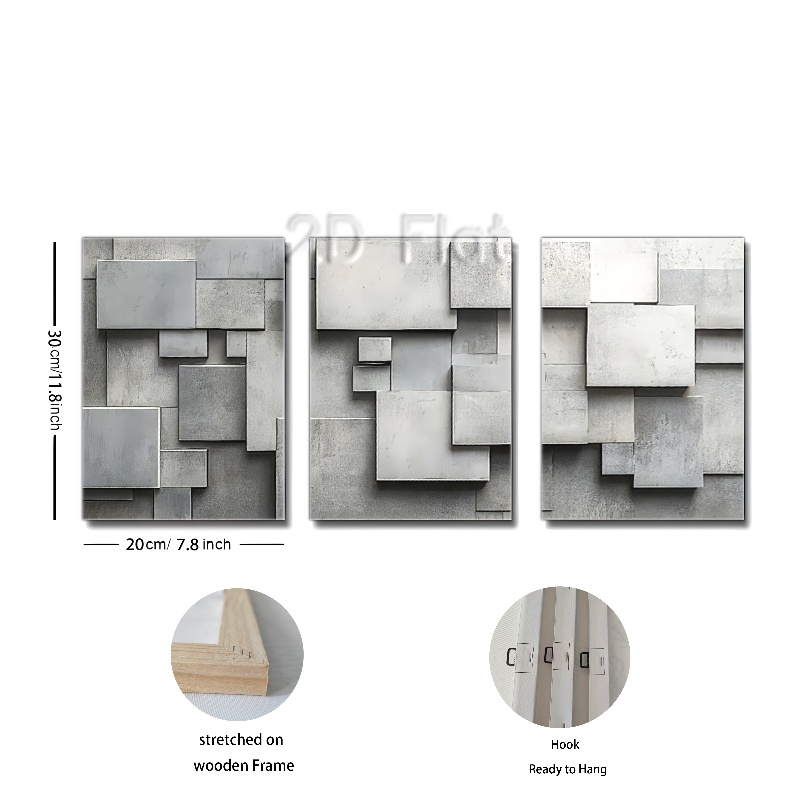 2D Flat
30cm/11.8inch
20cm/ 7.8 inch
stretched on
wooden Frame
Hook
Ready to Hang